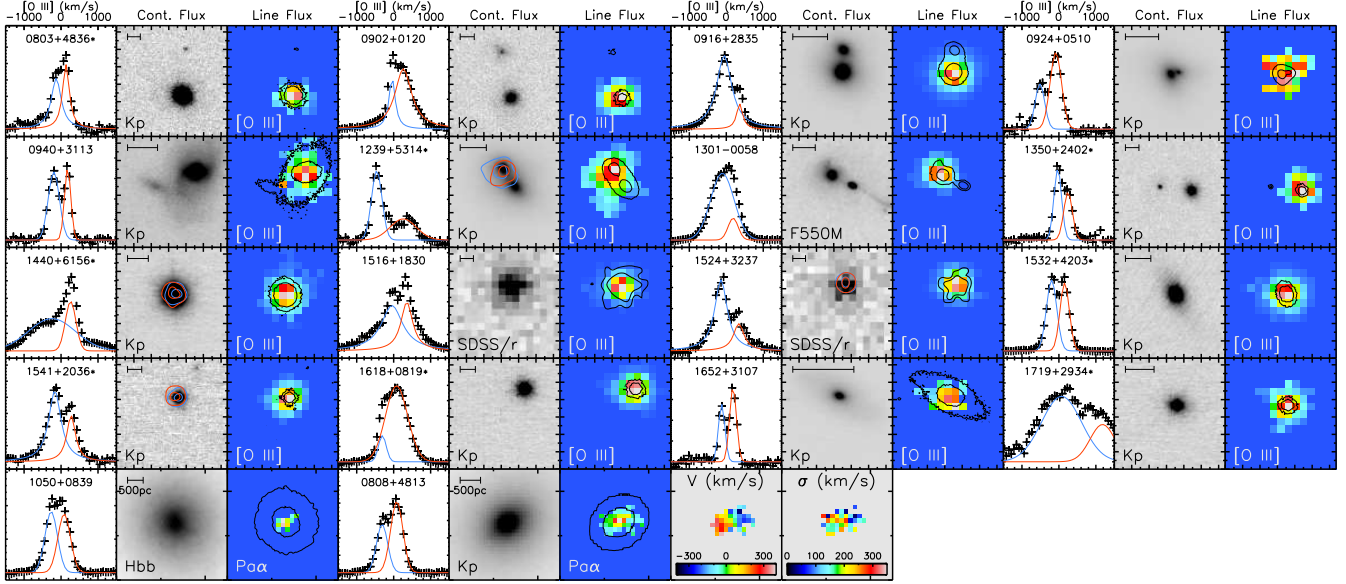 [O III] (km/s) Cont. Flux Line Flux [O III] (km/s) Cont. Flux Line Flux [O III] (km/s) Cont. Flux Line Flux [O III] (km/s) Cont. Flux Line Flux
−1000 0 1000 −1000 0 1000 −1000 0 1000 −1000 0 1000
0803+4836* 0902+0120 0916+2835 0924+0510
Kp [O III] Kp [O III] Kp [O III] Kp [O III]
0940+3113 1239+5314* 1301−0058 1350+2402*
Kp [O III] Kp [O III] F550M [O III] Kp [O III]
1440+6156* 1516+1830 1524+3237 1532+4203*
Kp [O III] SDSS/r [O III] SDSS/r [O III] Kp [O III]
1541+2036* 1618+0819* 1652+3107 1719+2934*
Kp [O III] Kp [O III] Kp [O III] Kp [O III]
1050+0839 500pc 0808+4813 500pc V (km/s) σ (km/s)
Hbb Paα Kp Paα −300 0 300 0 100 200 300